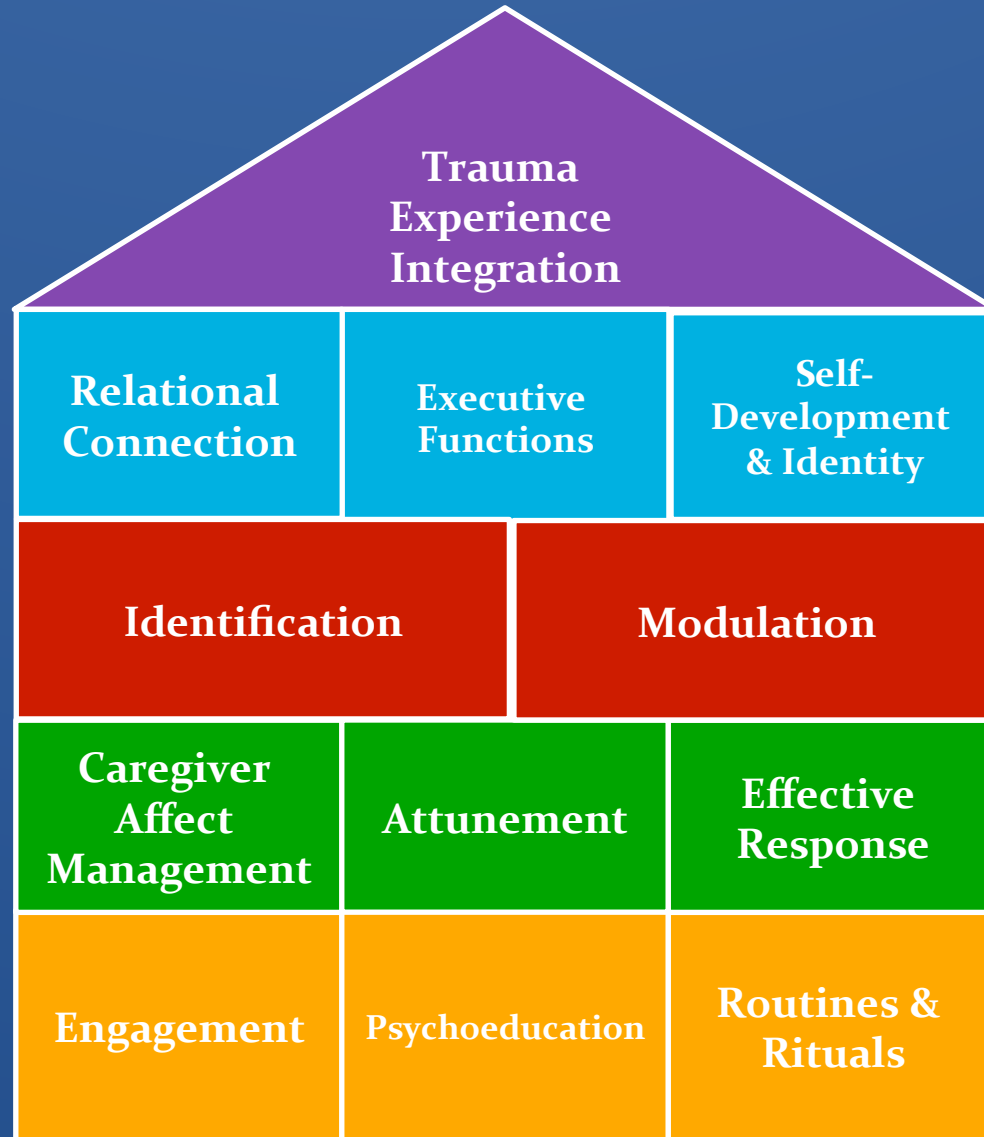 Trauma
Experience
Integration
Relational
Connection
Executive
Functions
Self-
Development
& Identity
Identification
Modulation
Caregiver
Affect
Management
Attunement
Effective
Response
Engagement
Psychoeducation
Routines &
Rituals